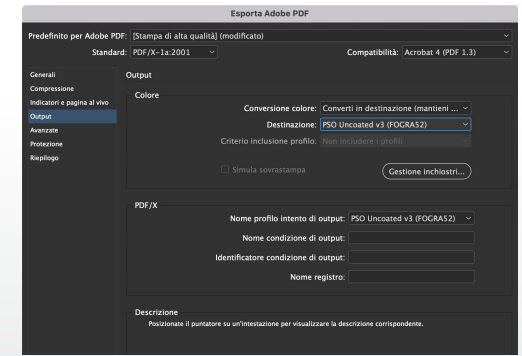 Esporta Adobe PDF
Predefinito per Adobe PDF: [Stampa di alta qualità] (modificato)
Standard: PDF/X-1a:2001 Compatibilità: Acrobat 4 (PDF 1.3)
Generali
Compressione
Indicatori e pagina al vivo
Output
Avanzate
Protezione
Riepilogo
Output
Colore
Conversione colore: Converti in destinazione (mantieni ...
Destinazione: PSO Uncoated v3 (FOGRA52)
Criterio inclusione profilo: Non includere i profili
Simula sovrastampa Gestione inchiostri...
PDF/X
Nome profilo intento di output: PSO Uncoated v3 (FOGRA52)
Nome condizione di output:
Identificatore condizione di output:
Nome registro:
Descrizione
Posizionate il puntatore su un'intestazione per visualizzare la descrizione corrispondente.